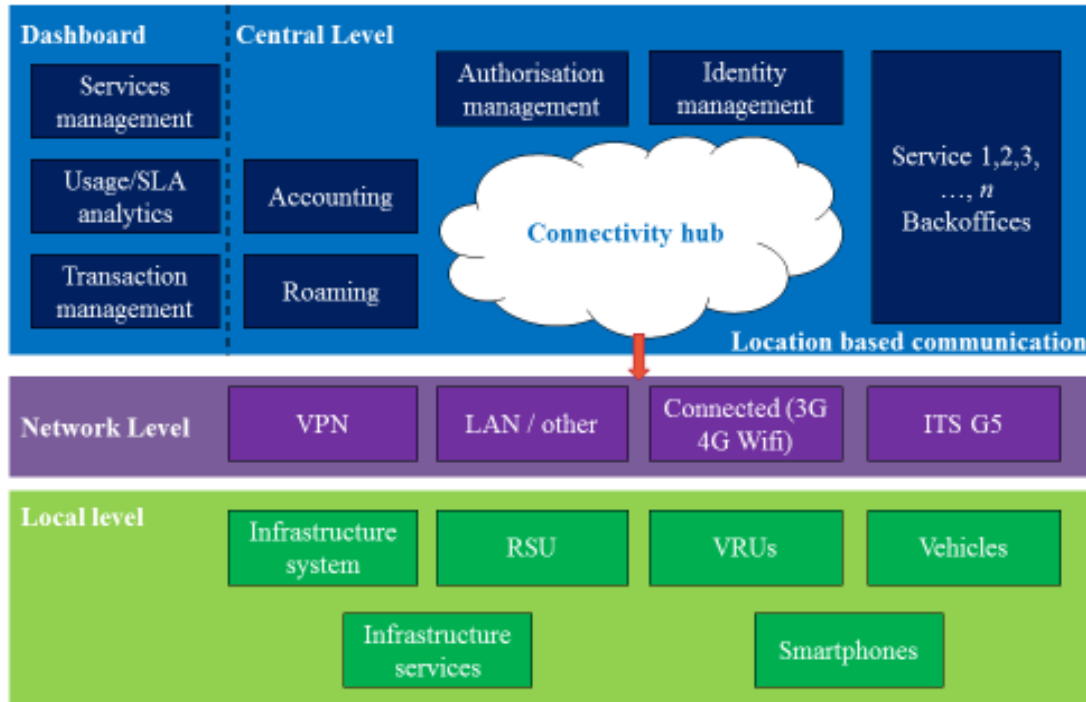 Dashboard
Central Level
Services
management
Usage/SLA
analytics
Transaction
management
Accounting
Roaming
Authorisation
management
Identity
management
Connectivity hub
Service 1,2,3,
…, n
Backoffices
Location based communication
Network Level
VPN
LAN / other
Connected (3G
4G Wifi)
ITS G5
Local level
Infrastructure
system
RSU
VRUs
Vehicles
Infrastructure
services
Smartphones